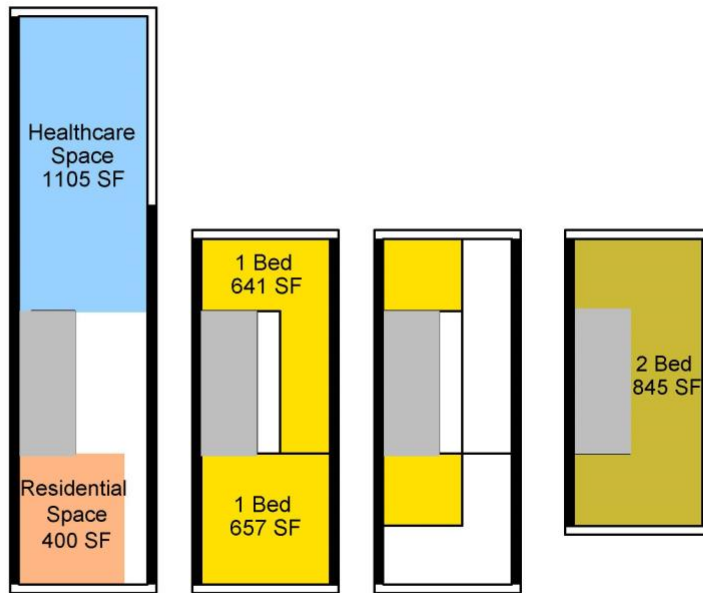 Healthcare
Space
1105 SF
Residential
Space
400 SF
1 Bed
641 SF
1 Bed
657 SF
2 Bed
845 SF